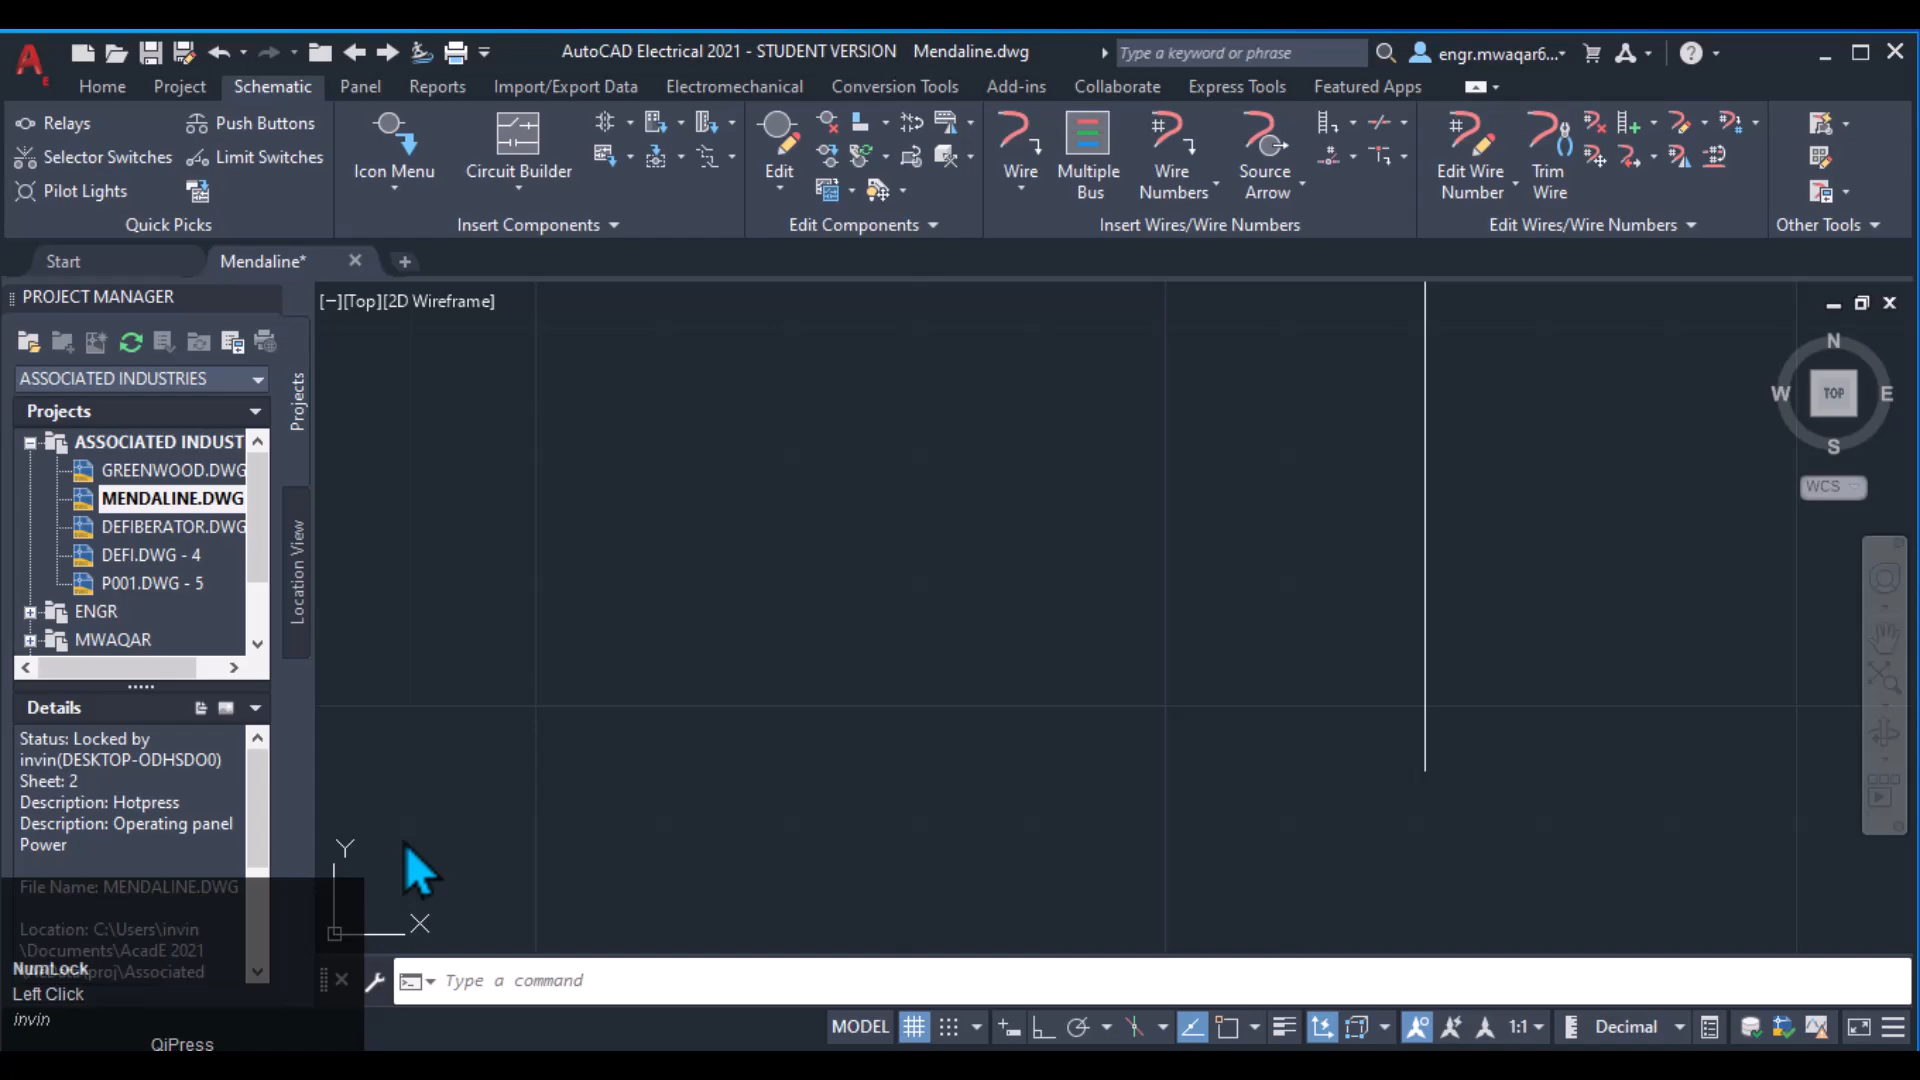 AutoCAD Electrical 2021 - STUDENT VERSION Mendaline.dwg
Type a keyword or phrase
engr.mwaqar6...
Home Project Schematic Panel Reports Import/Export Data Electromechanical Conversion Tools Add-ins Collaborate Express Tools Featured Apps
Relays Push Buttons
Selector Switches Limit Switches
Pilot Lights
Icon Menu
Circuit Builder
Edit
Wire
Multiple
Bus
Wire
Numbers
Source
Arrow
Edit Wire
Number
Trim
Wire
Quick Picks Insert Components Edit Components Insert Wires/Wire Numbers Edit Wires/Wire Numbers Other Tools
Start Mendaline*
PROJECT MANAGER
[−][Top][2D Wireframe]
N
W TOP E
S
WCS
ASSOCIATED INDUSTRIES
Projects
ASSOCIATED INDUST
GREENWOOD.DWG
MENDALINE.DWG
DEFIBERATOR.DWG
DEFI.DWG - 4
P001.DWG - 5
ENGR
MWAQAR
Projects
Location View
Details
Status: Locked by
invin(DESKTOP-ODHSDO0)
Sheet: 2
Description: Hotpress
Description: Operating panel
Power
File Name: MENDALINE.DWG
Location: C:\Users\invin
\Documents\AcadE 2021
NumLock
Left Click
invin
QiPress
Y
X
Type a command
MODEL 1:1 Decimal